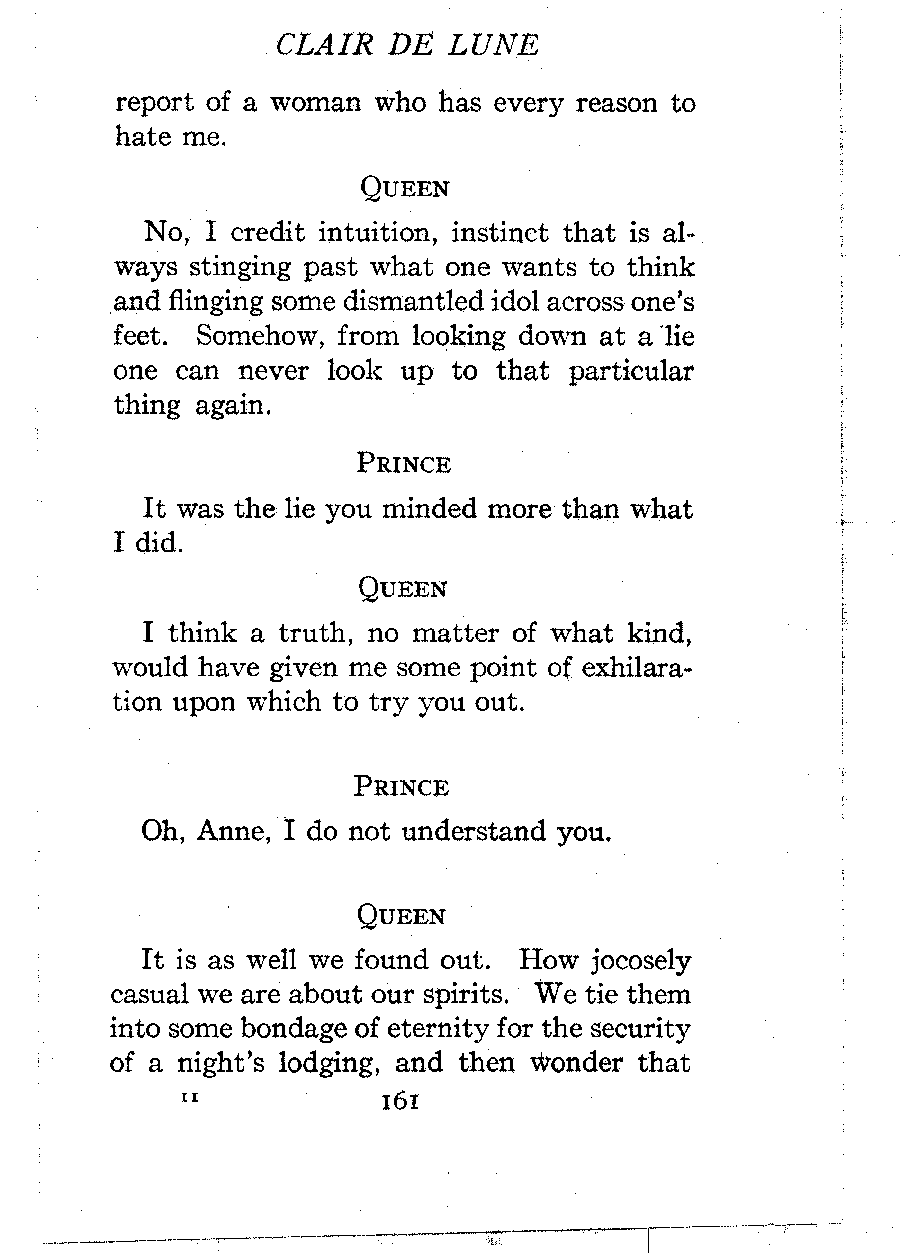 CLAIR DE LUNE
report of a woman who has every reason to
hate me.
QUEEN
No, I credit intuition, instinct that is al-
ways stinging past what one wants to think
and flinging some dismantled idol across one's
feet. Somehow, from looking down at a lie
one can never look up to that particular
thing again.
PRINCE
It was the lie you minded more than what
I did.
QUEEN
I think a truth, no matter of what kind,
would have given me some point of exhilara-
tion upon which to try you out.
PRINCE
Oh, Anne, I do not understand you.
QUEEN
It is as well we found out. How jocosely
casual we are about our spirits. We tie them
into some bondage of eternity for the security
of a night's lodging, and then wonder that
11 161